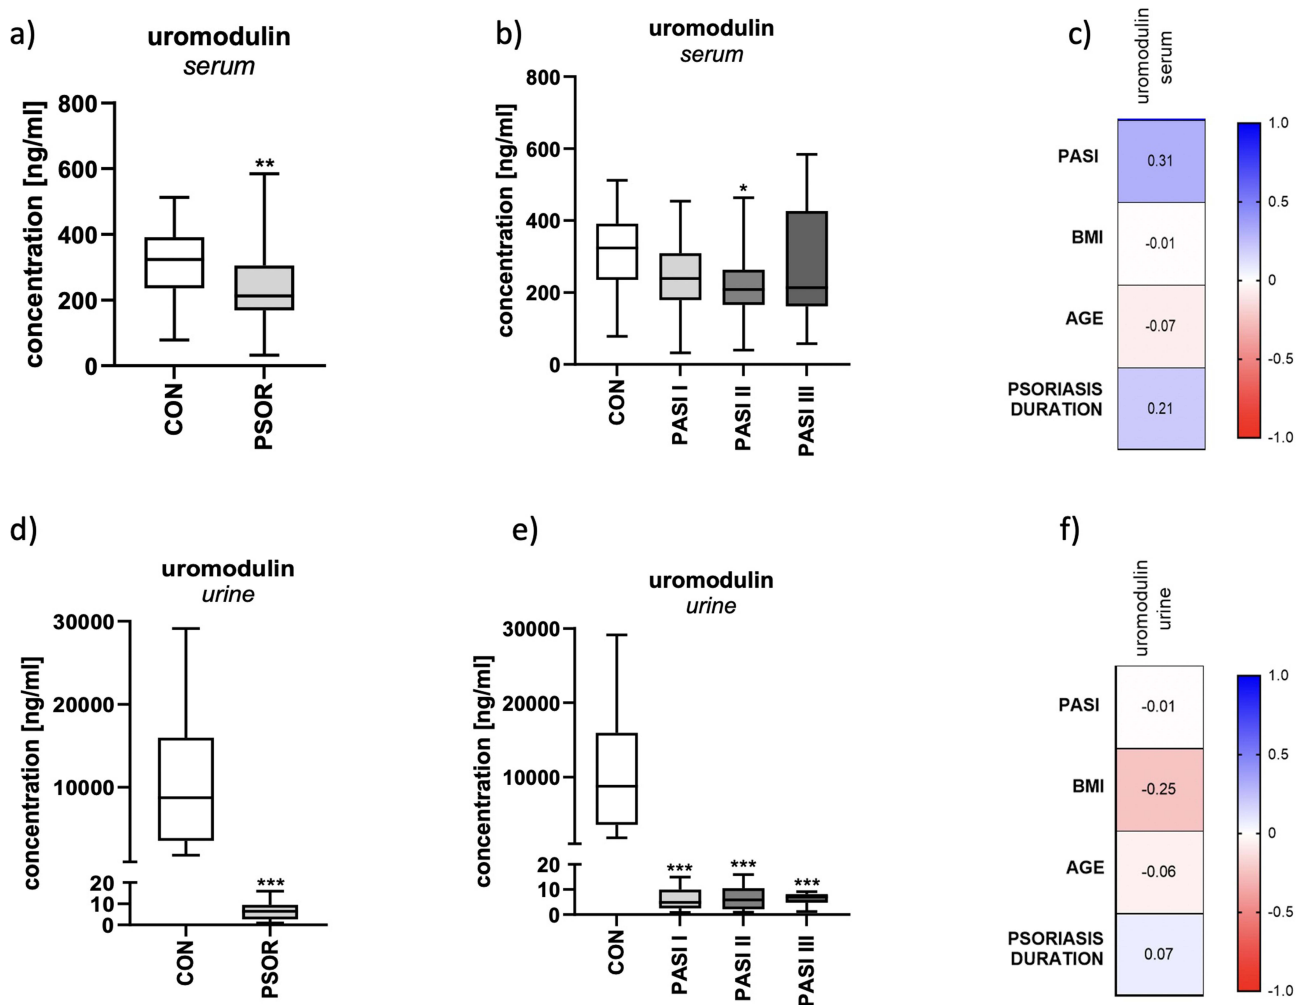 a)
uromodulin
serum
concentration [ng/ml]
800
600
400
200
0
**
CON
PSOR
b)
uromodulin
serum
concentration [ng/ml]
800
600
400
200
0
*
CON
PASI I
PASI II
PASI III
c)
uromodulin
serum
PASI
0.31
BMI
-0.01
AGE
-0.07
PSORIASIS
DURATION
0.21
1.0
0.5
0
-0.5
-1.0
d)
uromodulin
urine
concentration [ng/ml]
30000
20000
10000
20
10
0
***
CON
PSOR
e)
uromodulin
urine
concentration [ng/ml]
30000
20000
10000
20
10
0
***
***
***
CON
PASI I
PASI II
PASI III
f)
uromodulin
urine
PASI
-0.01
BMI
-0.25
AGE
-0.06
PSORIASIS
DURATION
0.07
1.0
0.5
0
-0.5
-1.0